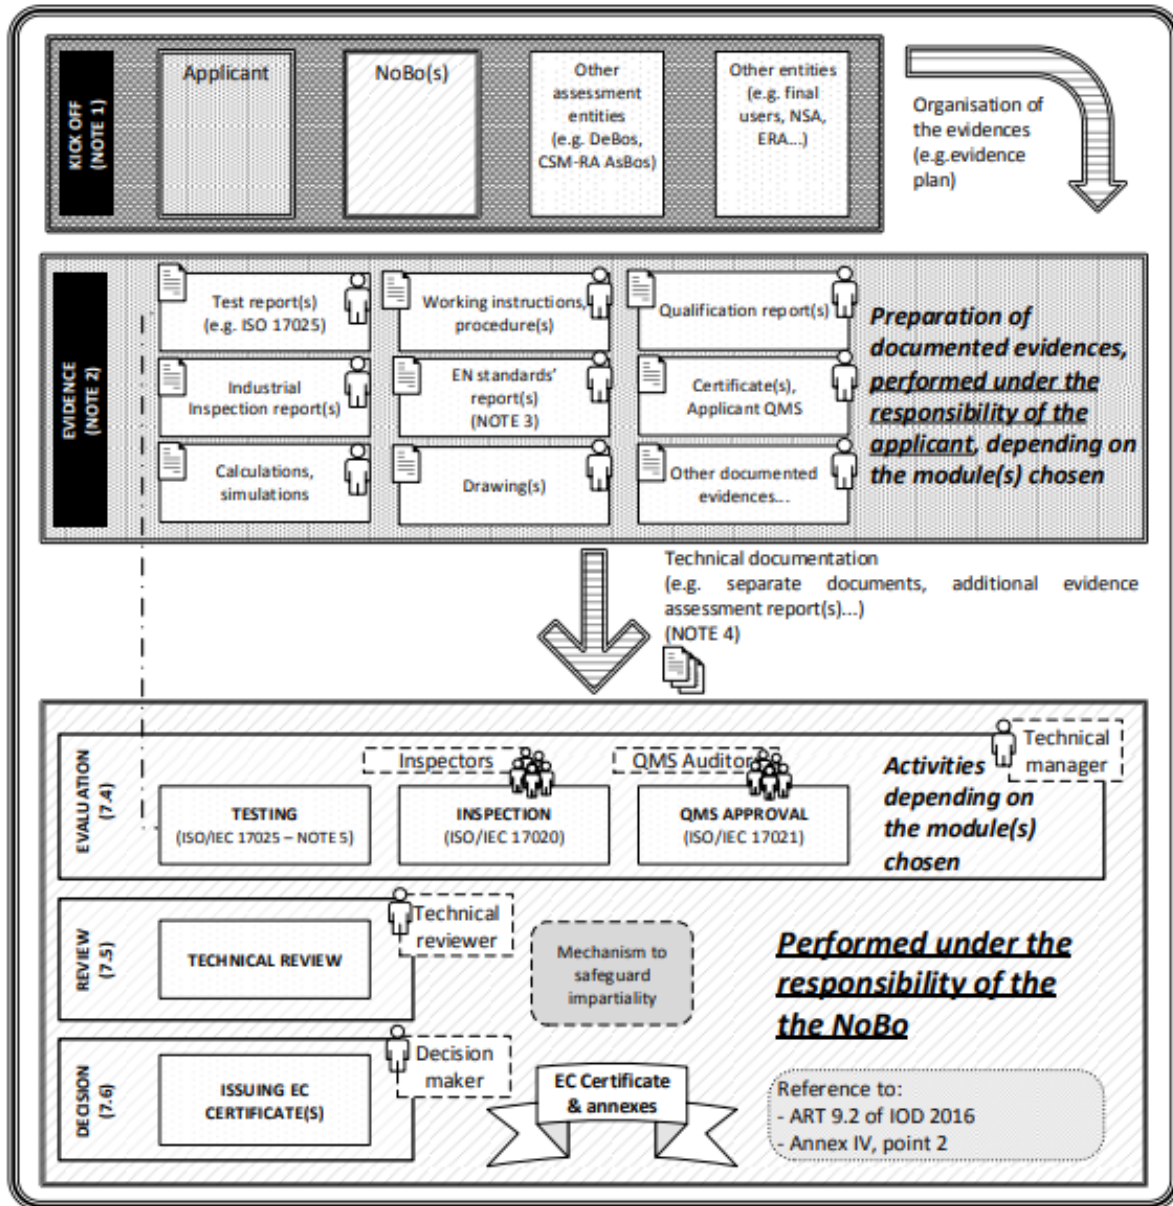 KICK OFF
(NOTE 1)
Applicant
NoBo(s)
Other
assessment
entities
(e.g. DeBos,
CSM-RA AsBos)
Other entities
(e.g. final
users, NSA,
ERA...)
Organisation of
the evidences
(e.g.evidence
plan)
EVIDENCE
(NOTE 2)
Test report(s)
(e.g. ISO 17025)
Working instructions,
procedure(s)
Qualification report(s)
Industrial
Inspection report(s)
EN standards'
report(s)
(NOTE 3)
Certificate(s),
Applicant QMS
Calculations,
simulations
Drawing(s)
Other documented
evidences...
Preparation of
documented evidences,
performed under the
responsibility of the
applicant, depending on
the module(s) chosen
Technical documentation
(e.g. separate documents, additional evidence
assessment report(s)...)
(NOTE 4)
EVALUATION
(7.4)
Inspectors
QMS Auditor
Technical
manager
TESTING
(ISO/IEC 17025 – NOTE 5)
INSPECTION
(ISO/IEC 17020)
QMS APPROVAL
(ISO/IEC 17021)
Activities
depending on
the module(s)
chosen
REVIEW
(7.5)
TECHNICAL REVIEW
Technical
reviewer
Mechanism to
safeguard
impartiality
Performed under the
responsibility of the
the NoBo
DECISION
(7.6)
ISSUING EC
CERTIFICATE(S)
Decision
maker
EC Certificate
& annexes
Reference to:
- ART 9.2 of IOD 2016
- Annex IV, point 2